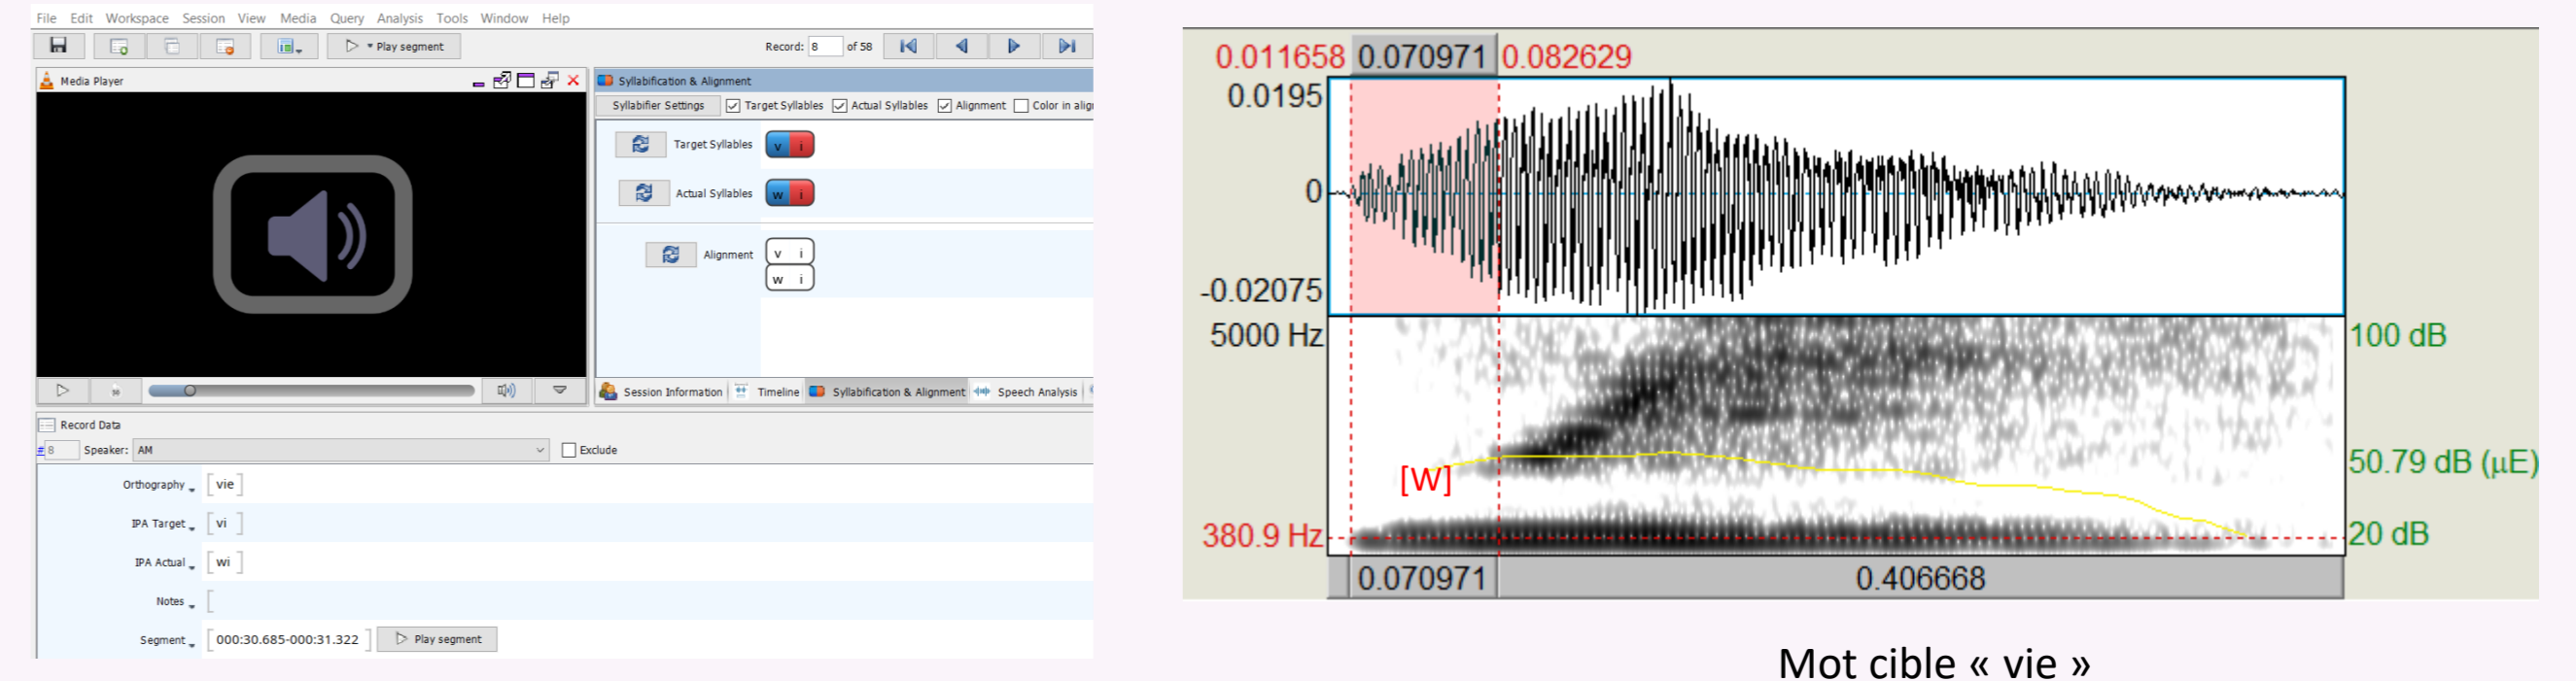 File Edit Workspace Session View Media Query Analysis Tools Window Help
Play segment Record: 8 of 58
Media Player
Syllabification & Alignment
Syllabifier Settings Target Syllables Actual Syllables Alignment Color in alig
Target Syllables v i
Actual Syllables w i
Alignment v i
w i
Session Information Timeline Syllabification & Alignment Speech Analysis
Record Data
# 8 Speaker: AM Exclude
Orthography [ vie ]
IPA Target [ vi ]
IPA Actual [ wi ]
Notes [
Segment [ 000:30.685-000:31.322 ] Play segment
0.011658 0.070971 0.082629
0.0195
0
-0.02075
5000 Hz 100 dB
[W] 50.79 dB (µE)
380.9 Hz 20 dB
0.070971 0.406668
Mot cible « vie »